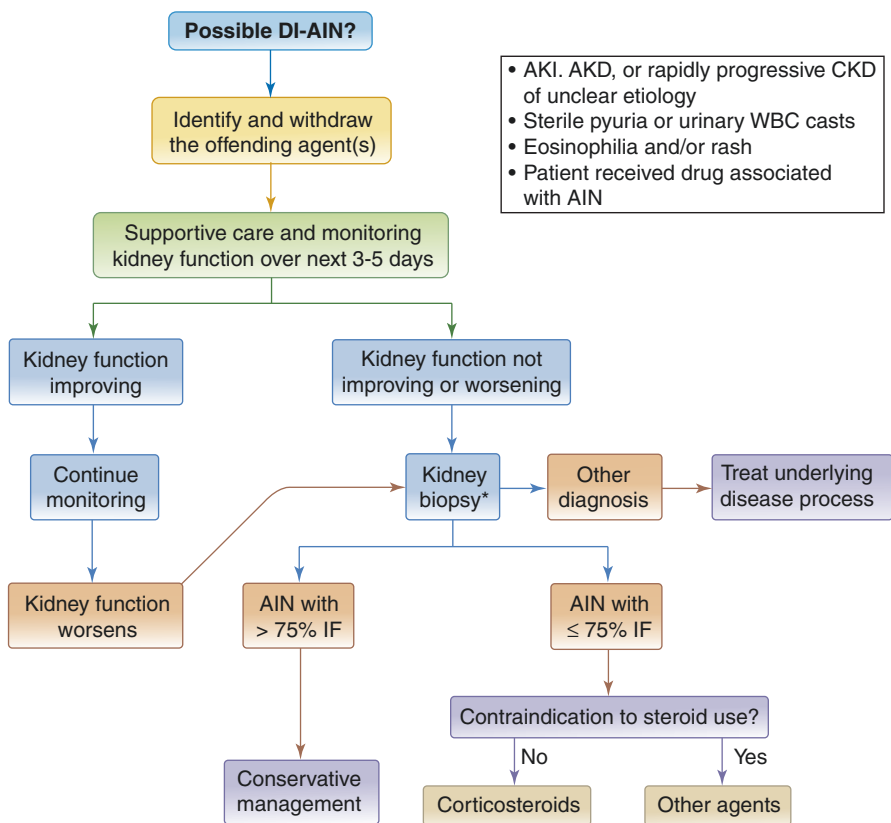 Possible DI-AIN?
• AKI. AKD, or rapidly progressive CKD
of unclear etiology
• Sterile pyuria or urinary WBC casts
• Eosinophilia and/or rash
• Patient received drug associated
with AIN
Identify and withdraw
the offending agent(s)
Supportive care and monitoring
kidney function over next 3-5 days
Kidney function
improving
Kidney function not
improving or worsening
Continue
monitoring
Kidney
biopsy*
Other
diagnosis
Treat underlying
disease process
Kidney function
worsens
AIN with
> 75% IF
AIN with
≤ 75% IF
Contraindication to steroid use?
No
Yes
Conservative
management
Corticosteroids
Other agents